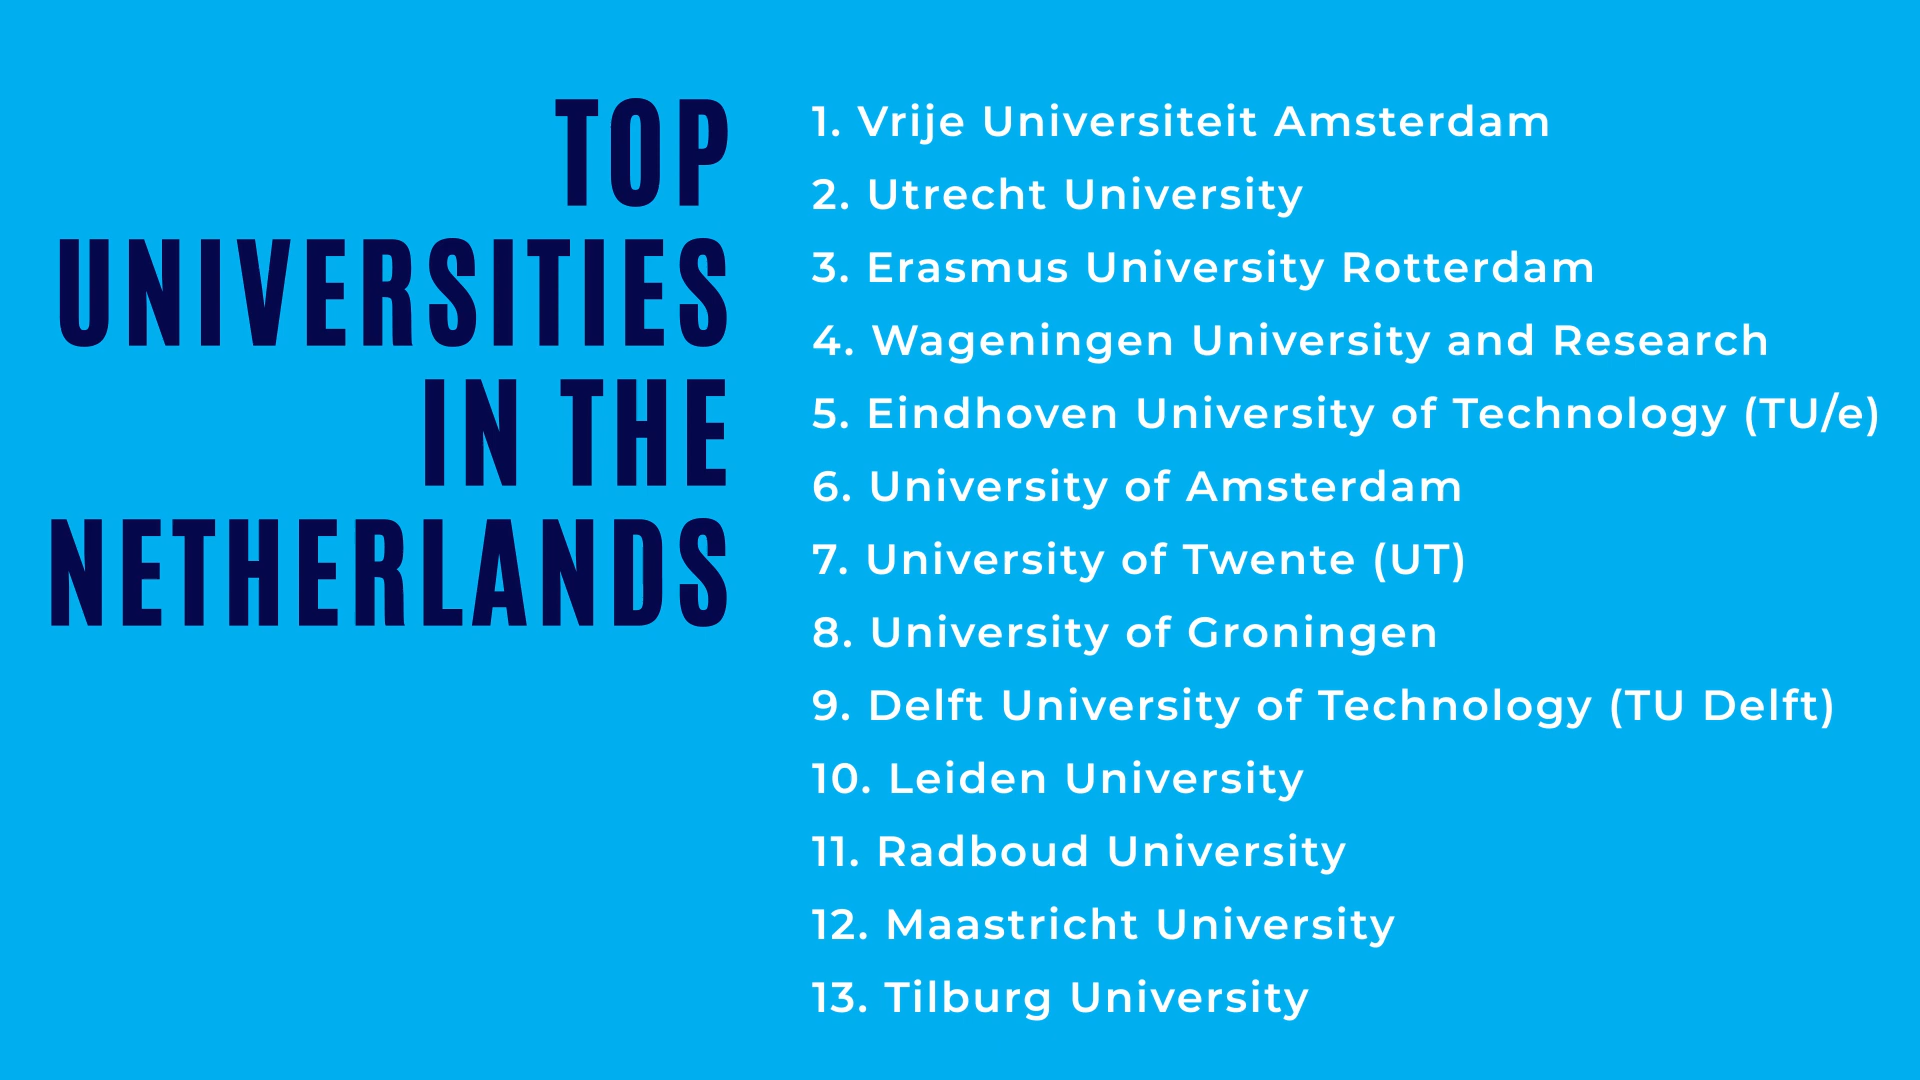 TOP
UNIVERSITIES
IN THE
NETHERLANDS
1. Vrije Universiteit Amsterdam
2. Utrecht University
3. Erasmus University Rotterdam
4. Wageningen University and Research
5. Eindhoven University of Technology (TU/e)
6. University of Amsterdam
7. University of Twente (UT)
8. University of Groningen
9. Delft University of Technology (TU Delft)
10. Leiden University
11. Radboud University
12. Maastricht University
13. Tilburg University